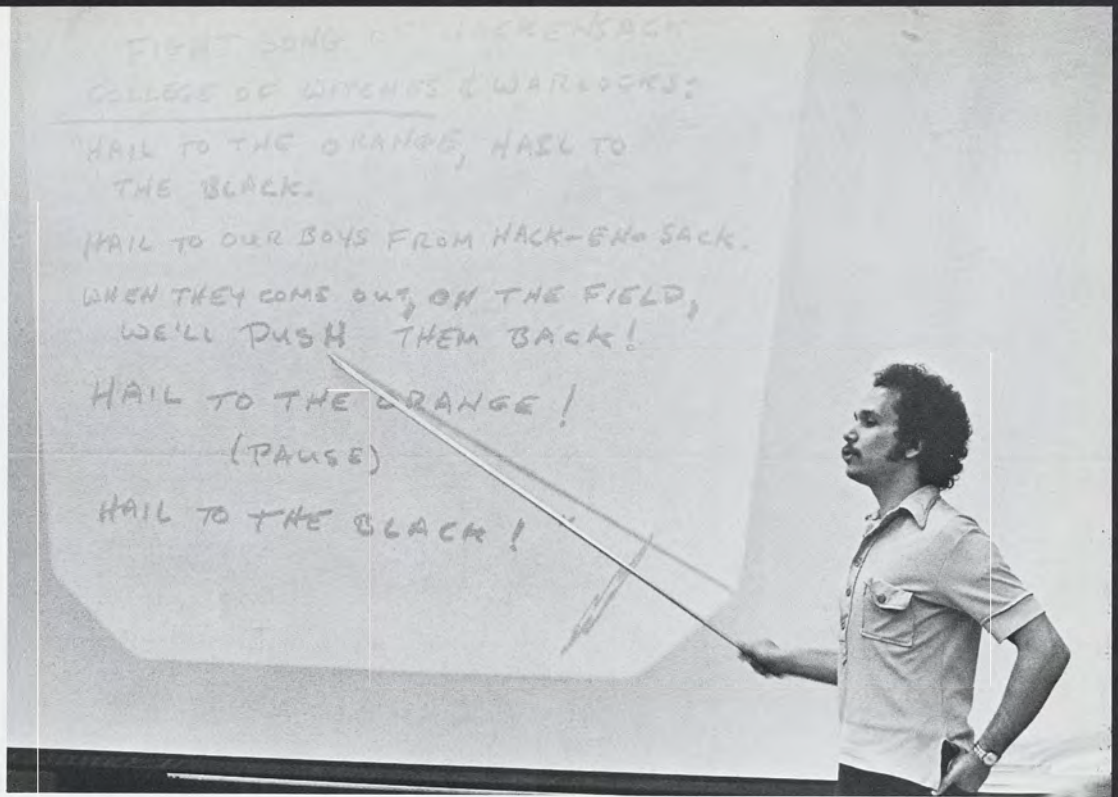 FIGHT SONG OF HACKENSACK
COLLEGE OF WITCHES & WARLOCKS:
"HAIL TO THE ORANGE, HAIL TO
THE BLACK.
HAIL TO OUR BOYS FROM HACK-EN-SACK.
WHEN THEY COME OUT, ON THE FIELD,
WE'LL PUSH THEM BACK!
HAIL TO THE ORANGE!
(PAUSE)
HAIL TO THE BLACK!"